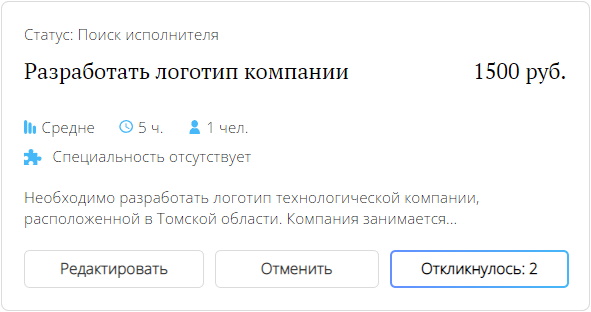 Статус: Поиск исполнителя
Разработать логотип компании 1500 руб.
Средне 5 ч. 1 чел.
Специальность отсутствует
Необходимо разработать логотип технологической компании,
расположенной в Томской области. Компания занимается...
Редактировать Отменить Откликнулось: 2